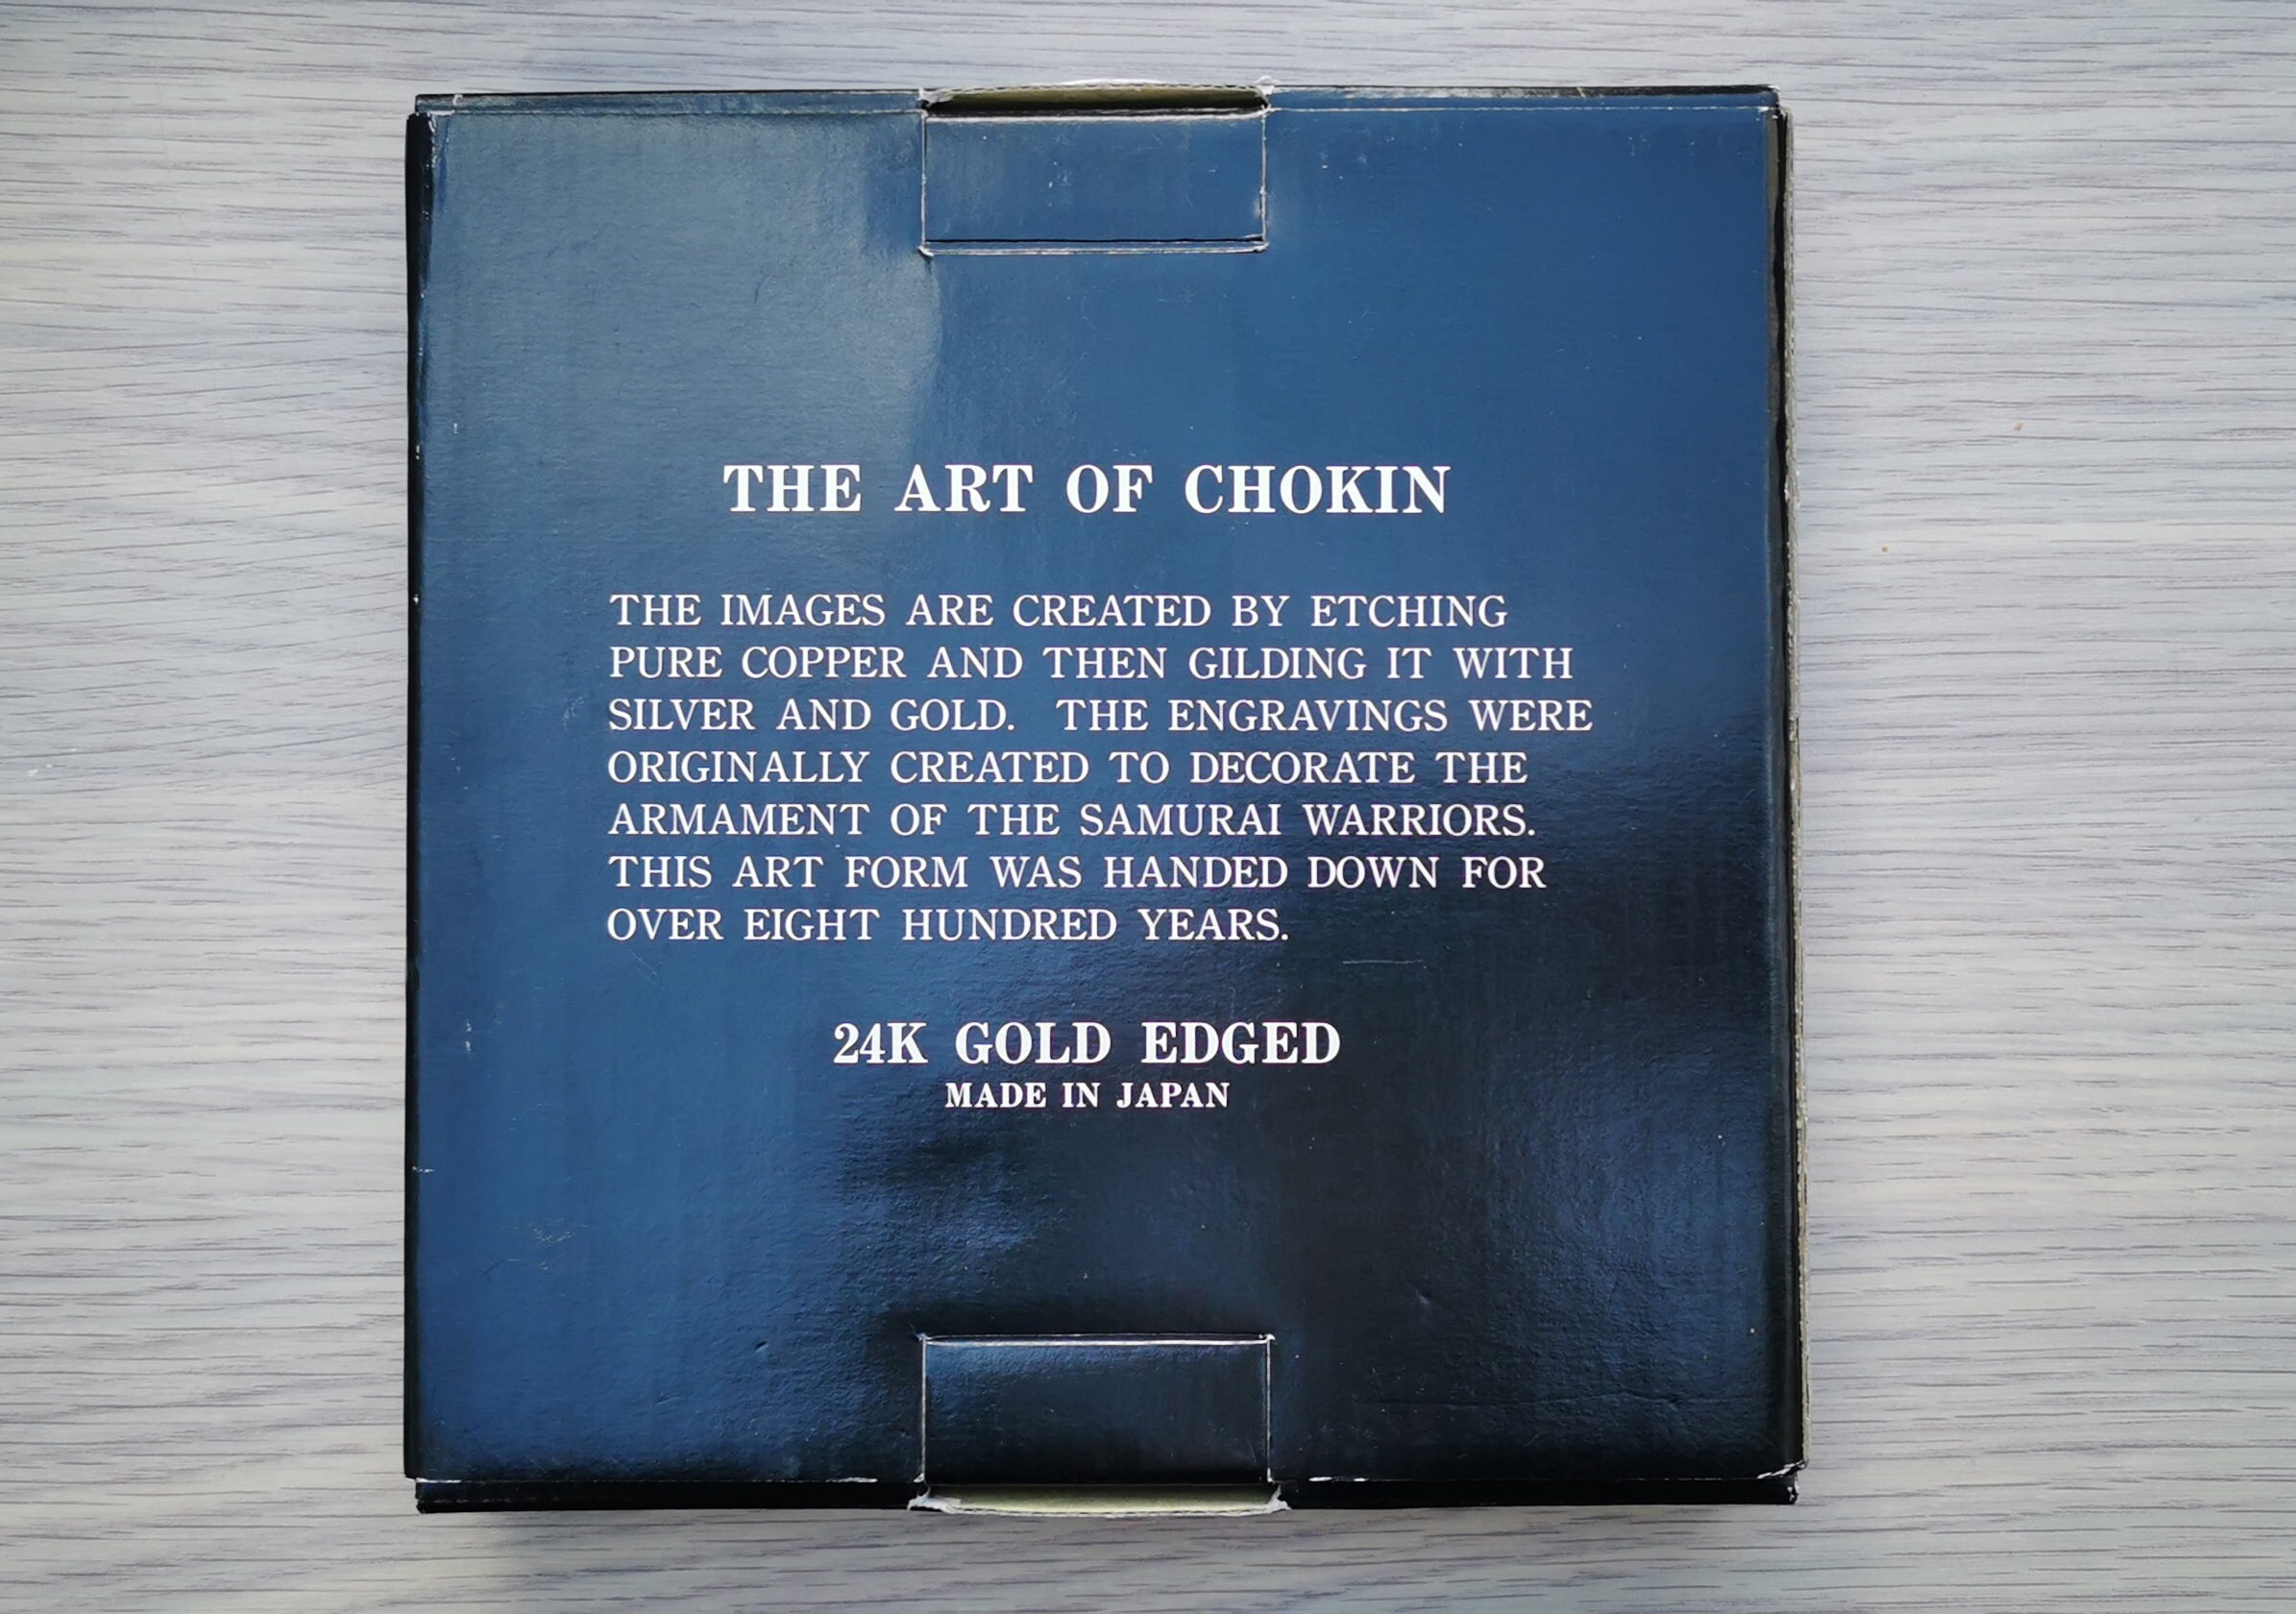 THE ART OF CHOKIN
THE IMAGES ARE CREATED BY ETCHING
PURE COPPER AND THEN GILDING IT WITH
SILVER AND GOLD. THE ENGRAVINGS WERE
ORIGINALLY CREATED TO DECORATE THE
ARMAMENT OF THE SAMURAI WARRIORS.
THIS ART FORM WAS HANDED DOWN FOR
OVER EIGHT HUNDRED YEARS.
24K GOLD EDGED
MADE IN JAPAN